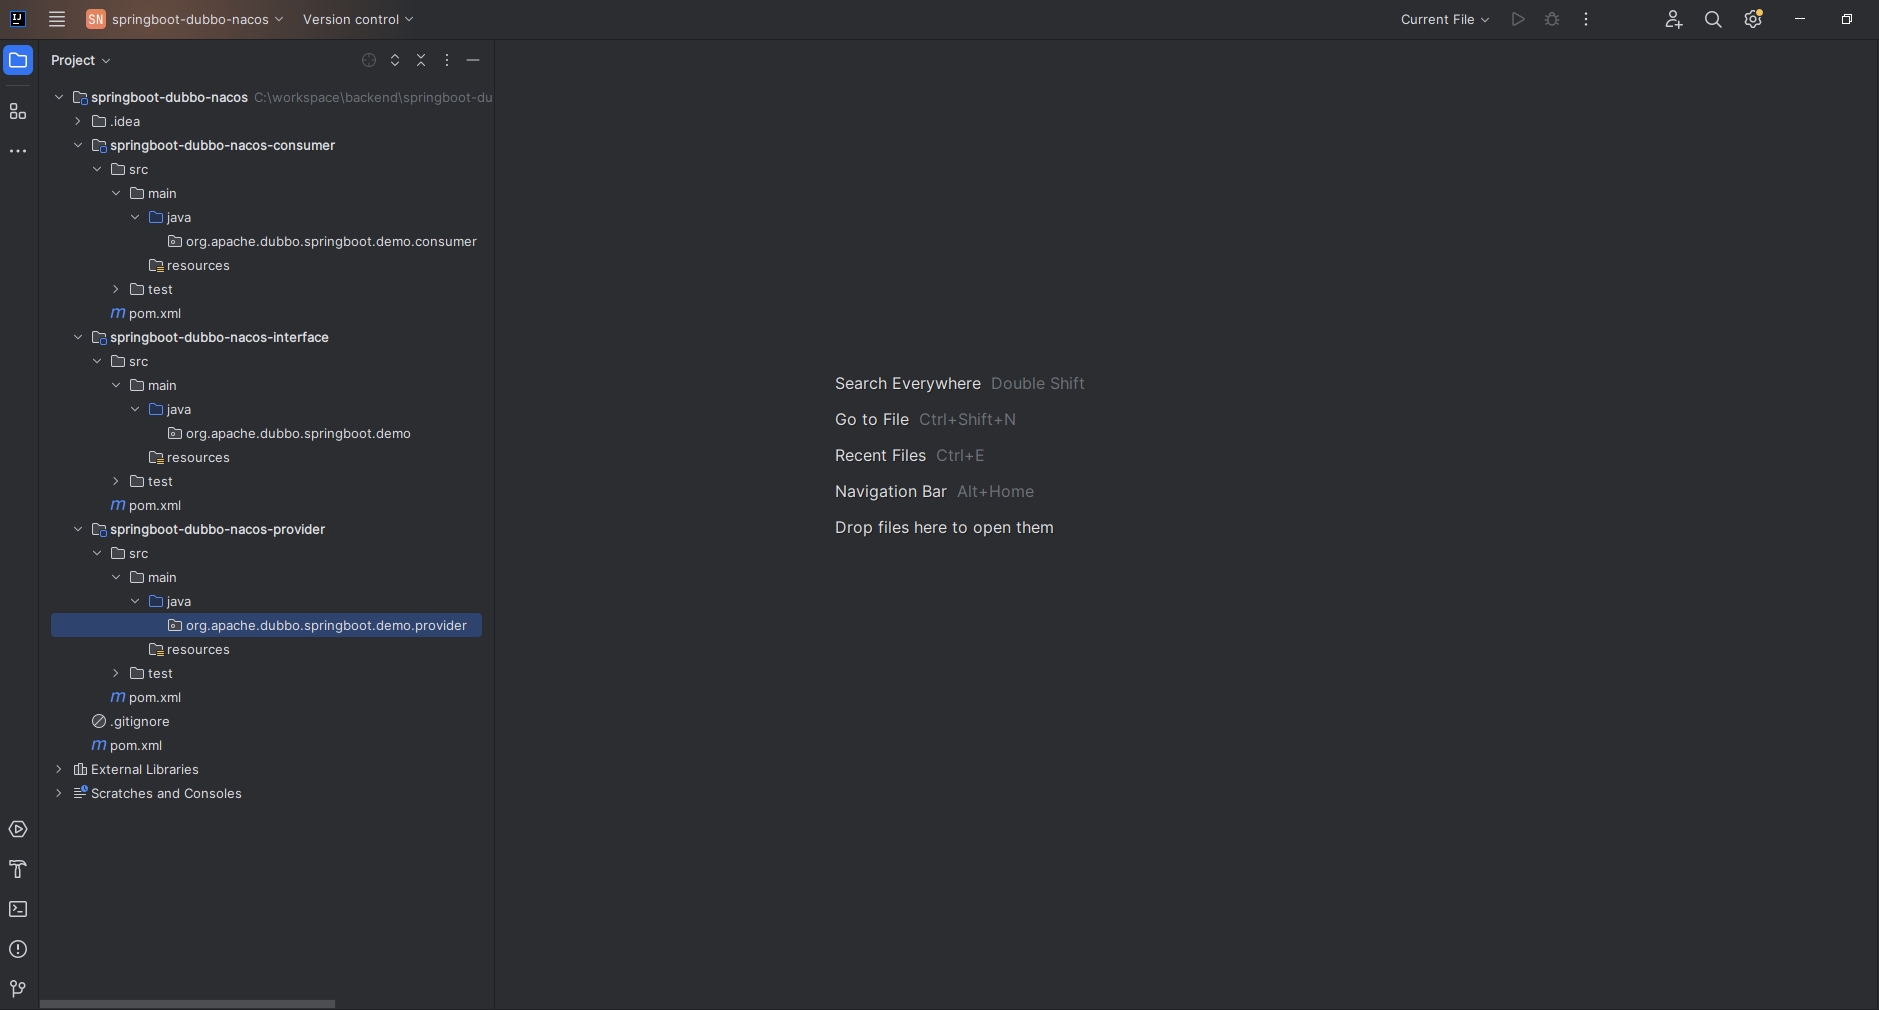 SN springboot-dubbo-nacos Version control Current File
Project
springboot-dubbo-nacos C:\workspace\backend\springboot-du
.idea
springboot-dubbo-nacos-consumer
src
main
java
org.apache.dubbo.springboot.demo.consumer
resources
test
pom.xml
springboot-dubbo-nacos-interface
src
main
java
org.apache.dubbo.springboot.demo
resources
test
pom.xml
springboot-dubbo-nacos-provider
src
main
java
org.apache.dubbo.springboot.demo.provider
resources
test
pom.xml
.gitignore
pom.xml
External Libraries
Scratches and Consoles
Search Everywhere Double Shift
Go to File Ctrl+Shift+N
Recent Files Ctrl+E
Navigation Bar Alt+Home
Drop files here to open them